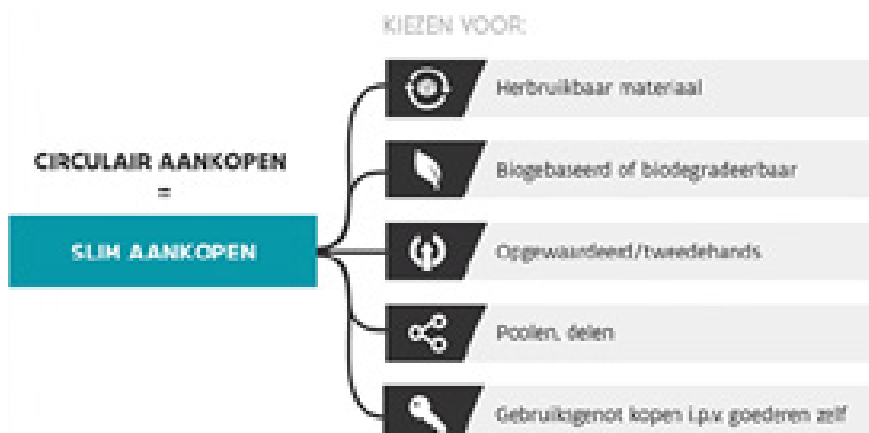 KIEZEN VOOR:
CIRCULAIR AANKOPEN
=
SLIM AANKOPEN
Herbruikbaar materiaal
Biogebaseerd of biodegradeerbaar
Opgewaardeerd/tweedehands
Poolen, delen
Gebruiksgenot kopen i.p.v. goederen zelf